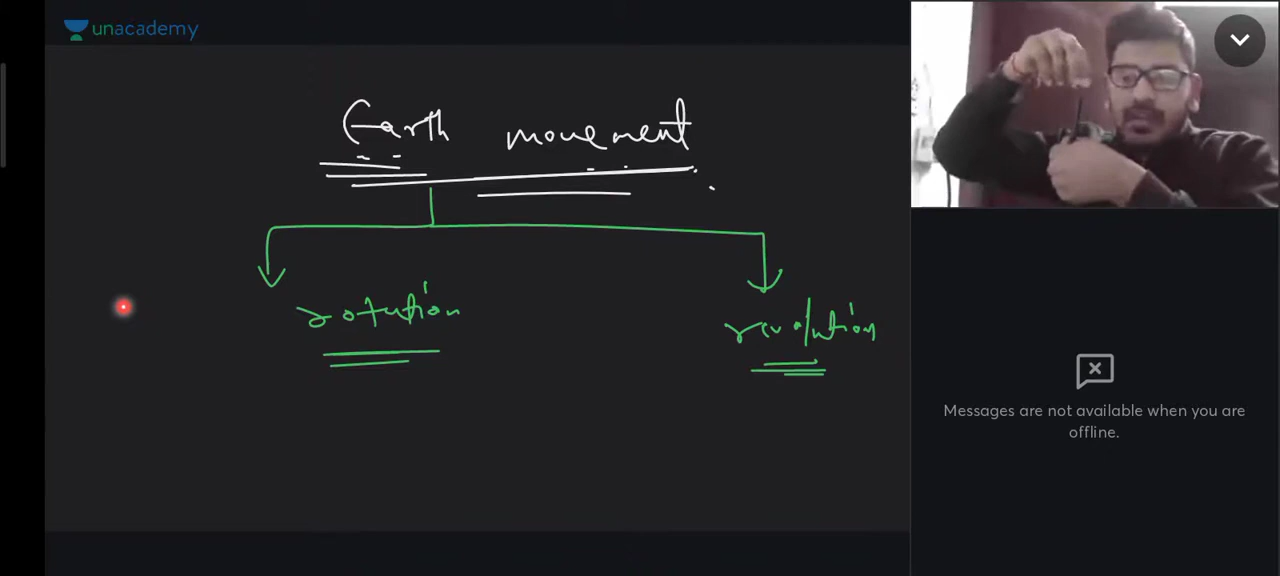 unacademy
Earth movement
rotation
revolution
Messages are not available when you are
offline.